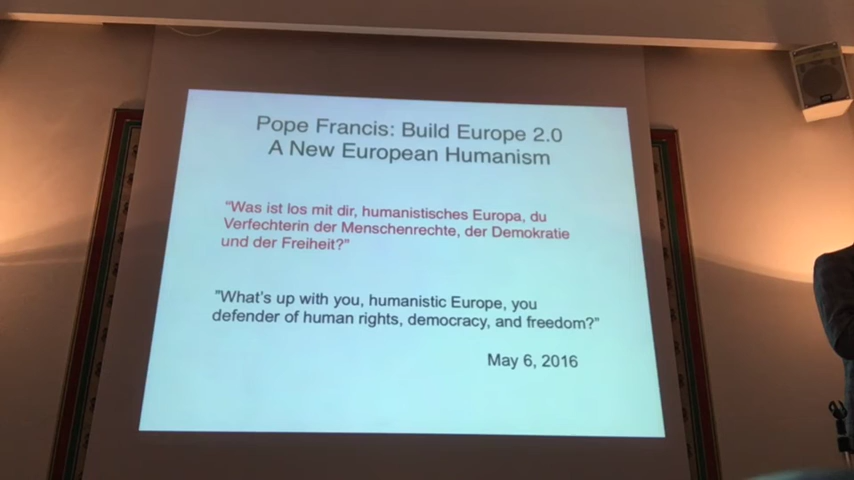 Pope Francis: Build Europe 2.0
A New European Humanism
"Was ist los mit dir, humanistisches Europa, du
Verfechterin der Menschenrechte, der Demokratie
und der Freiheit?"
"What's up with you, humanistic Europe, you
defender of human rights, democracy, and freedom?"
May 6, 2016